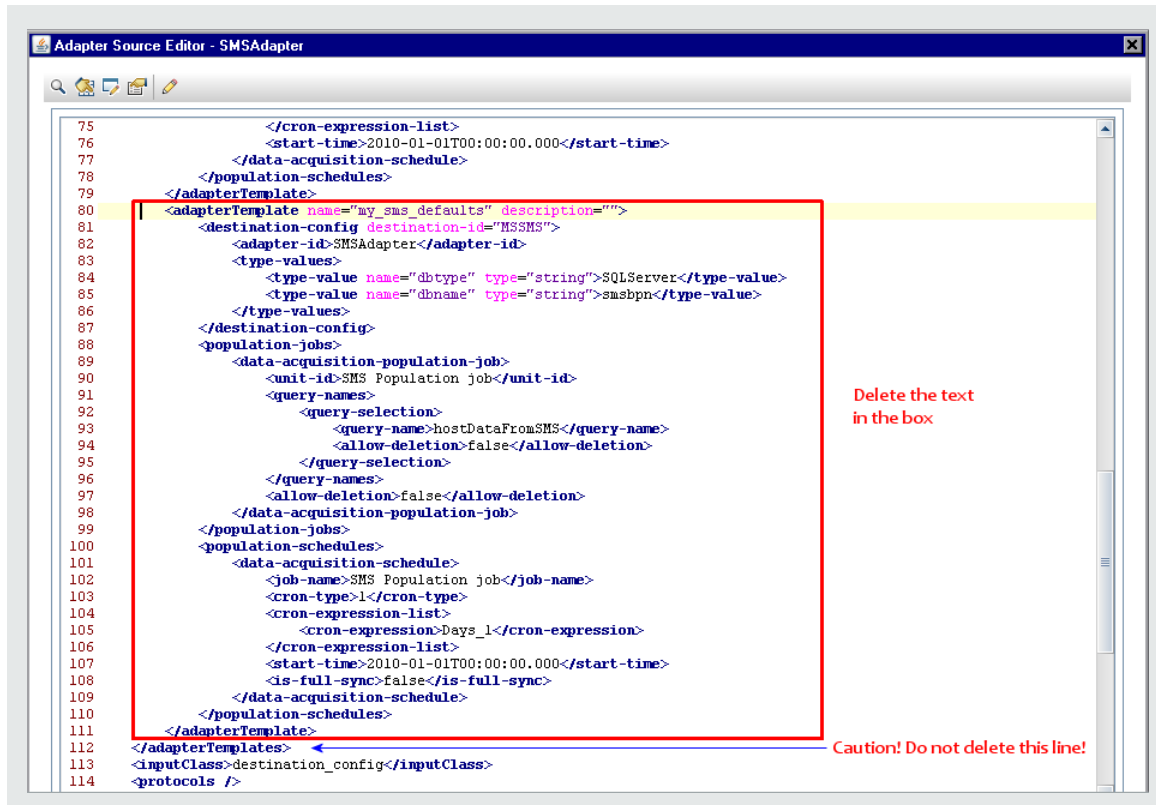 Adapter Source Editor - SMSAdapter
75 </cron-expression-list>
76 <start-time>2010-01-01T00:00:00.000</start-time>
77 </data-acquisition-schedule>
78 </population-schedules>
79 </adapterTemplate>
80 <adapterTemplate name="my_sms_defaults" description="">
81 <destination-config destination-id="MSSMS">
82 <adapter-id>SMSAdapter</adapter-id>
83 <type-values>
84 <type-value name="dbtype" type="string">SQLServer</type-value>
85 <type-value name="dbname" type="string">smsbpn</type-value>
86 </type-values>
87 </destination-config>
88 <population-jobs>
89 <data-acquisition-population-job>
90 <unit-id>SMS Population job</unit-id>
91 <query-names>
92 <query-selection>
93 <query-name>hostDataFromSMS</query-name>
94 <allow-deletion>false</allow-deletion>
95 </query-selection>
96 </query-names>
97 <allow-deletion>false</allow-deletion>
98 </data-acquisition-population-job>
99 </population-jobs>
100 <population-schedules>
101 <data-acquisition-schedule>
102 <job-name>SMS Population job</job-name>
103 <cron-type>1</cron-type>
104 <cron-expression-list>
105 <cron-expression>Days_1</cron-expression>
106 </cron-expression-list>
107 <start-time>2010-01-01T00:00:00.000</start-time>
108 <is-full-sync>false</is-full-sync>
109 </data-acquisition-schedule>
110 </population-schedules>
111 </adapterTemplate>
112 </adapterTemplates>
113 <inputClass>destination_config</inputClass>
114 <protocols />
Delete the text
in the box
Caution! Do not delete this line!